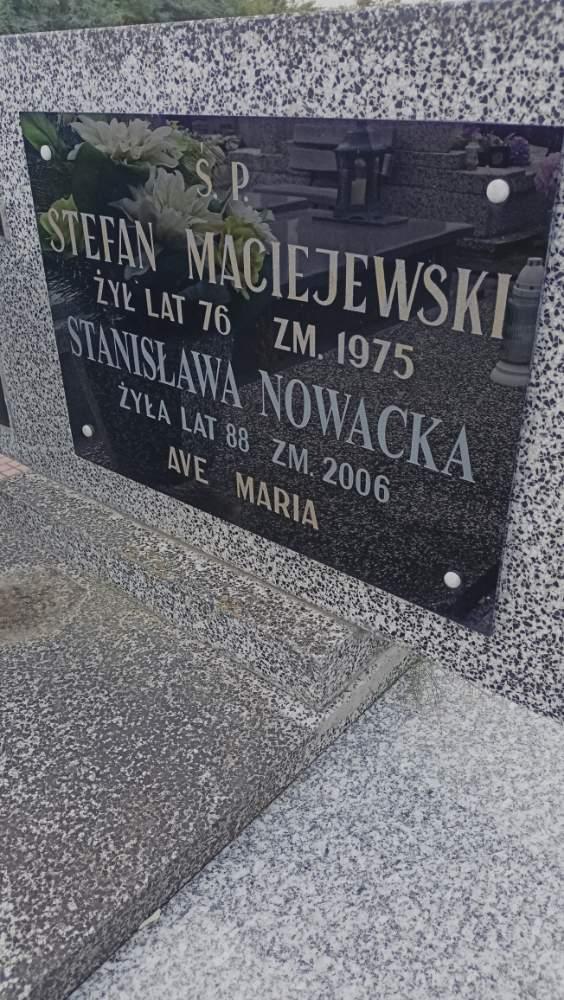 Ś. P.
STEFAN MACIEJEWSKI
ŻYŁ LAT 76 ZM. 1975
STANISŁAWA NOWACKA
ŻYŁA LAT 88 ZM. 2006
AVE MARIA